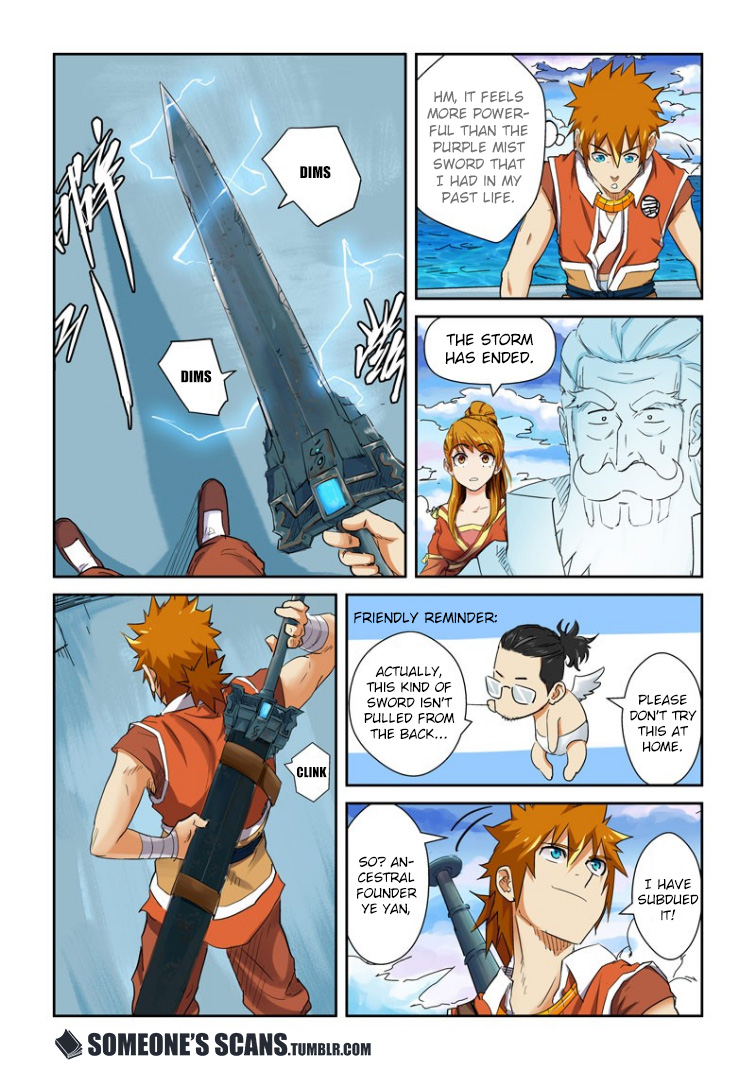 DIMS
DIMS
HM, IT FEELS
MORE POWER-
FUL THAN THE
PURPLE MIST
SWORD THAT
I HAD IN MY
PAST LIFE.
THE STORM
HAS ENDED.
CLINK
FRIENDLY REMINDER:
ACTUALLY,
THIS KIND OF
SWORD ISN'T
PULLED FROM
THE BACK...
PLEASE
DON'T TRY
THIS AT
HOME.
SO? AN-
CESTRAL
FOUNDER
YE YAN,
I HAVE
SUBDUED
IT!
SOMEONE'S SCANS.TUMBLR.COM